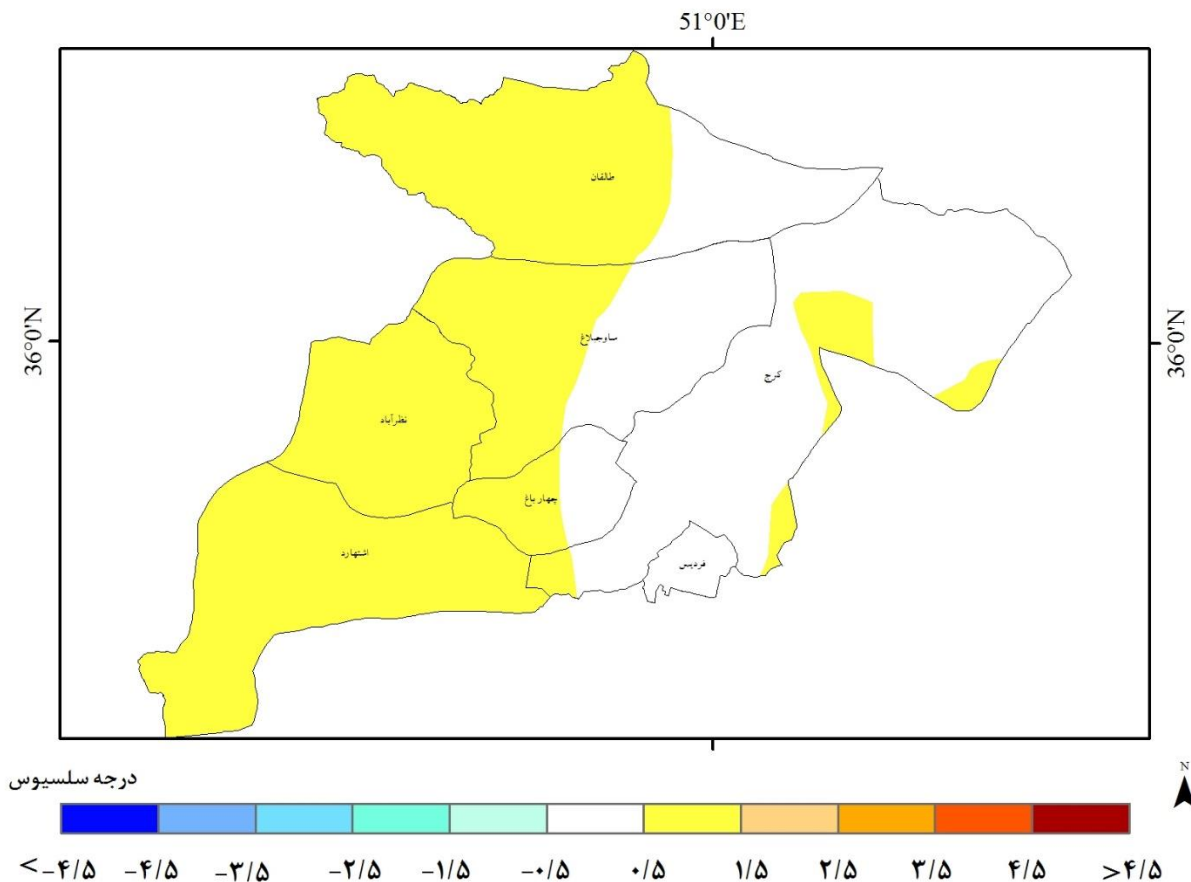 51°0'E
36°0'N
36°0'N
طالقان
ساوجبلاغ
کرج
نظرآباد
چهار باغ
اشتهارد
فردیس
درجه سلسیوس
N
<-۴/۵ -۴/۵ -۳/۵ -۲/۵ -۱/۵ -۰/۵ ۰/۵ ۱/۵ ۲/۵ ۳/۵ ۴/۵ >۴/۵